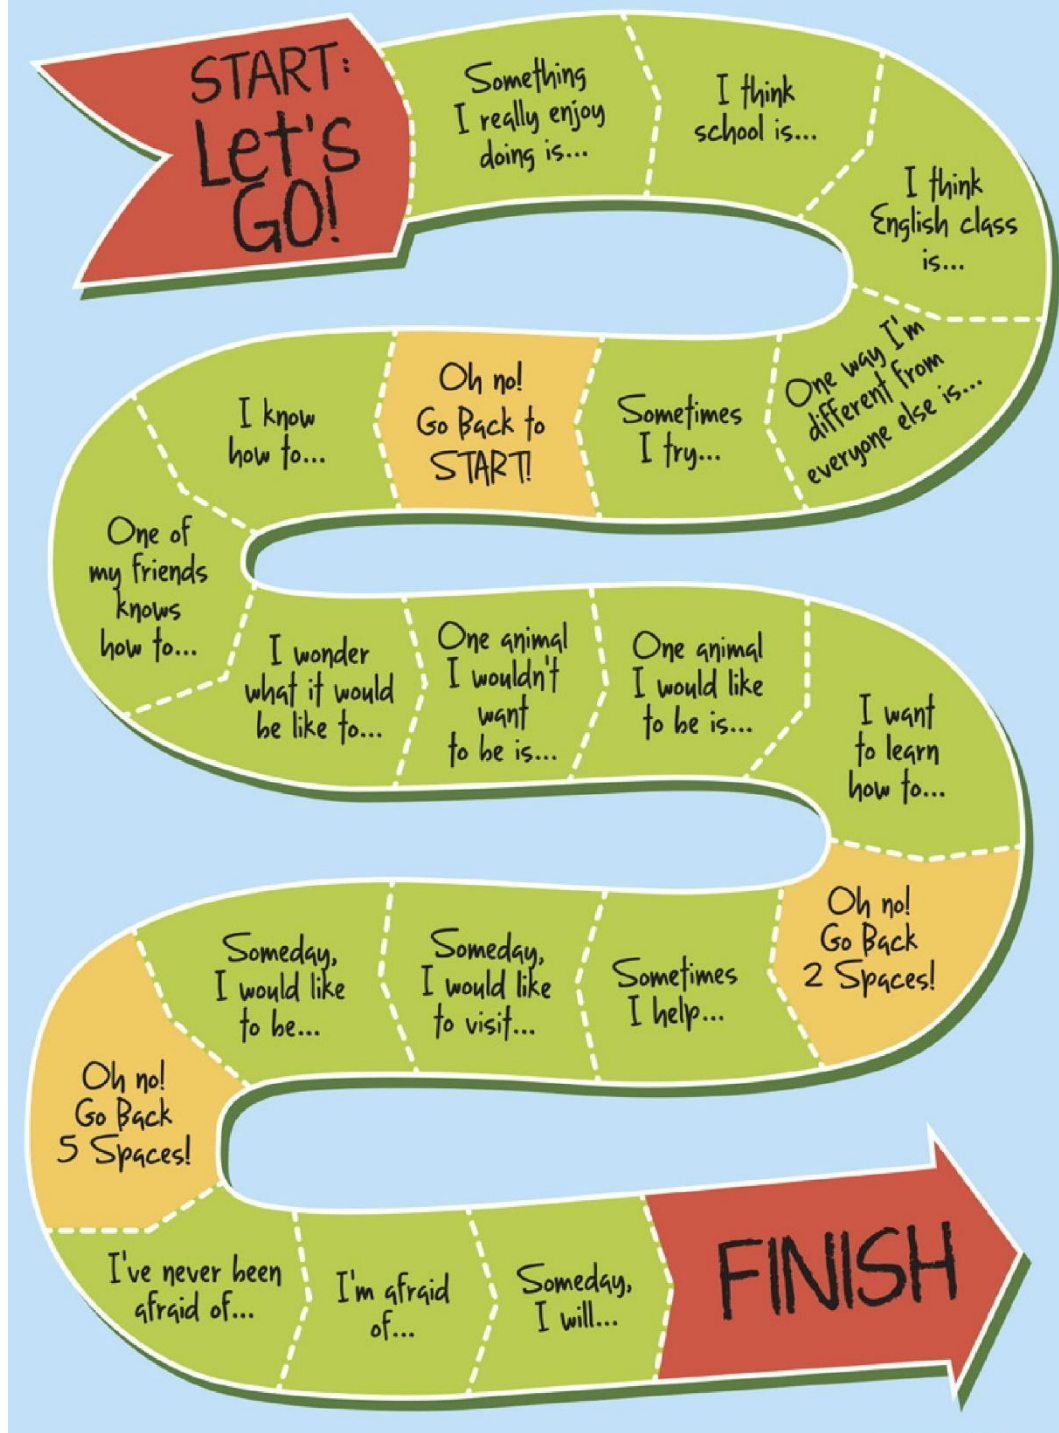 START:
Let's
GO!
Something
I really enjoy
doing is...
I think
school is...
I think
English class
is...
One way I'm
different from
everyone else is...
Sometimes
I try...
Oh no!
Go Back to
START!
I know
how to...
One of
my friends
knows
how to...
I wonder
what it would
be like to...
One animal
I wouldn't
want
to be is...
One animal
I would like
to be is...
I want
to learn
how to...
Oh no!
Go Back
2 Spaces!
Sometimes
I help...
Someday,
I would like
to visit...
Someday,
I would like
to be...
Oh no!
Go Back
5 Spaces!
I've never been
afraid of...
I'm afraid
of...
Someday,
I will...
FINISH